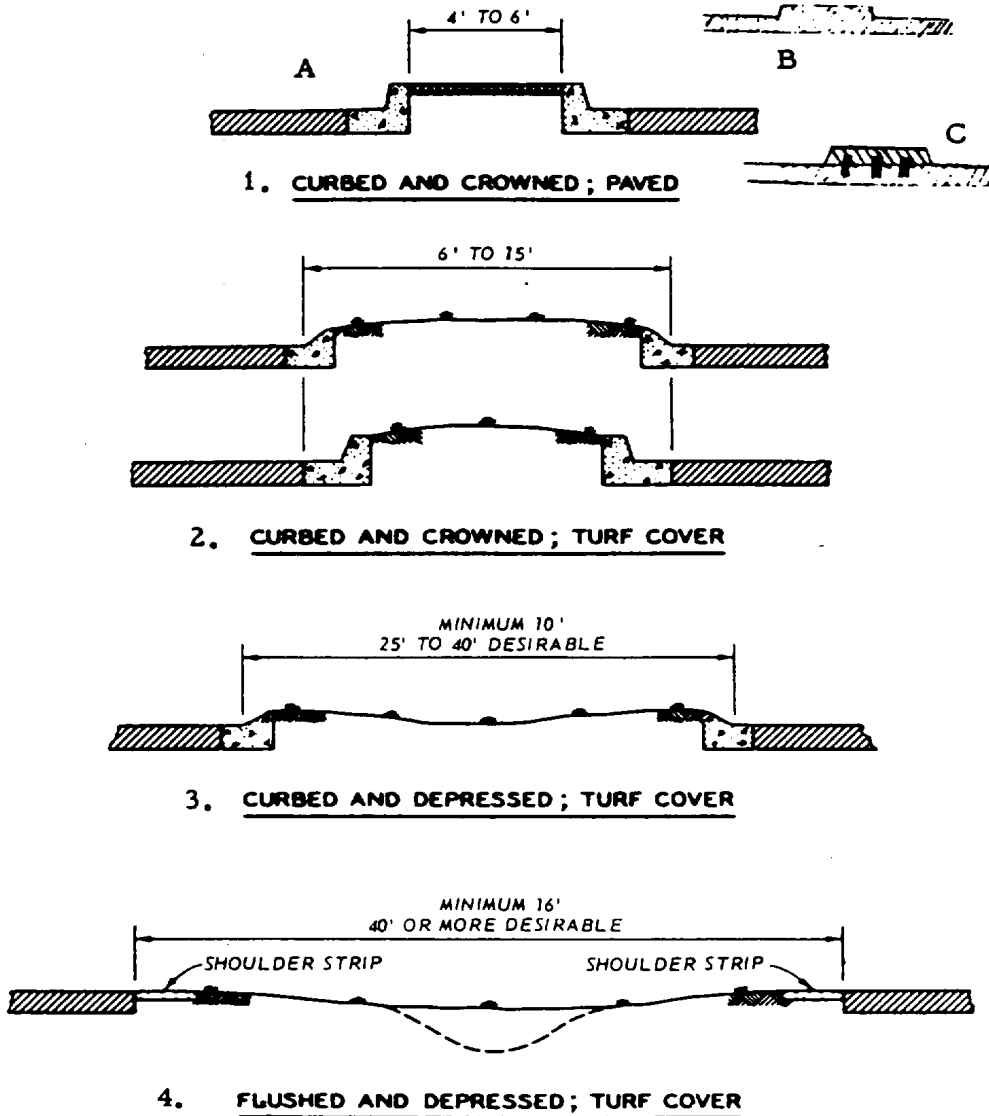 4' TO 6'
A
B
C
1. CURBED AND CROWNED; PAVED
6' TO 15'
2. CURBED AND CROWNED; TURF COVER
MINIMUM 10'
25' TO 40' DESIRABLE
3. CURBED AND DEPRESSED; TURF COVER
MINIMUM 16'
40' OR MORE DESIRABLE
SHOULDER STRIP
SHOULDER STRIP
4. FLUSHED AND DEPRESSED; TURF COVER